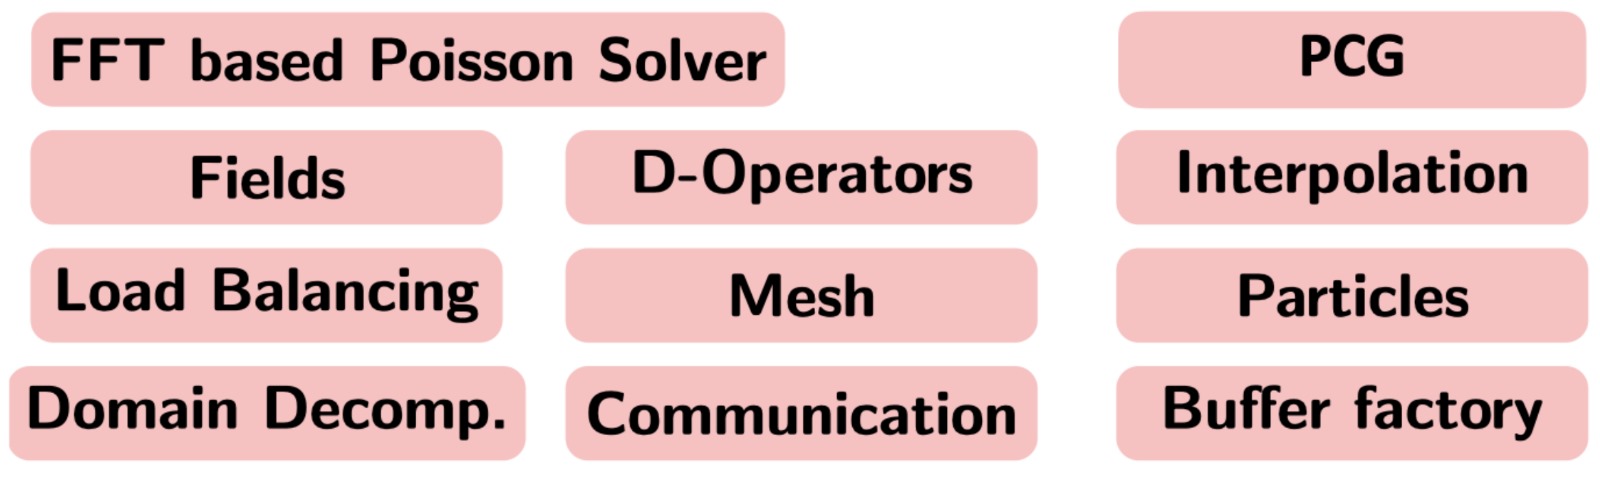 FFT based Poisson Solver
PCG
Fields
D-Operators
Interpolation
Load Balancing
Mesh
Particles
Domain Decomp.
Communication
Buffer factory